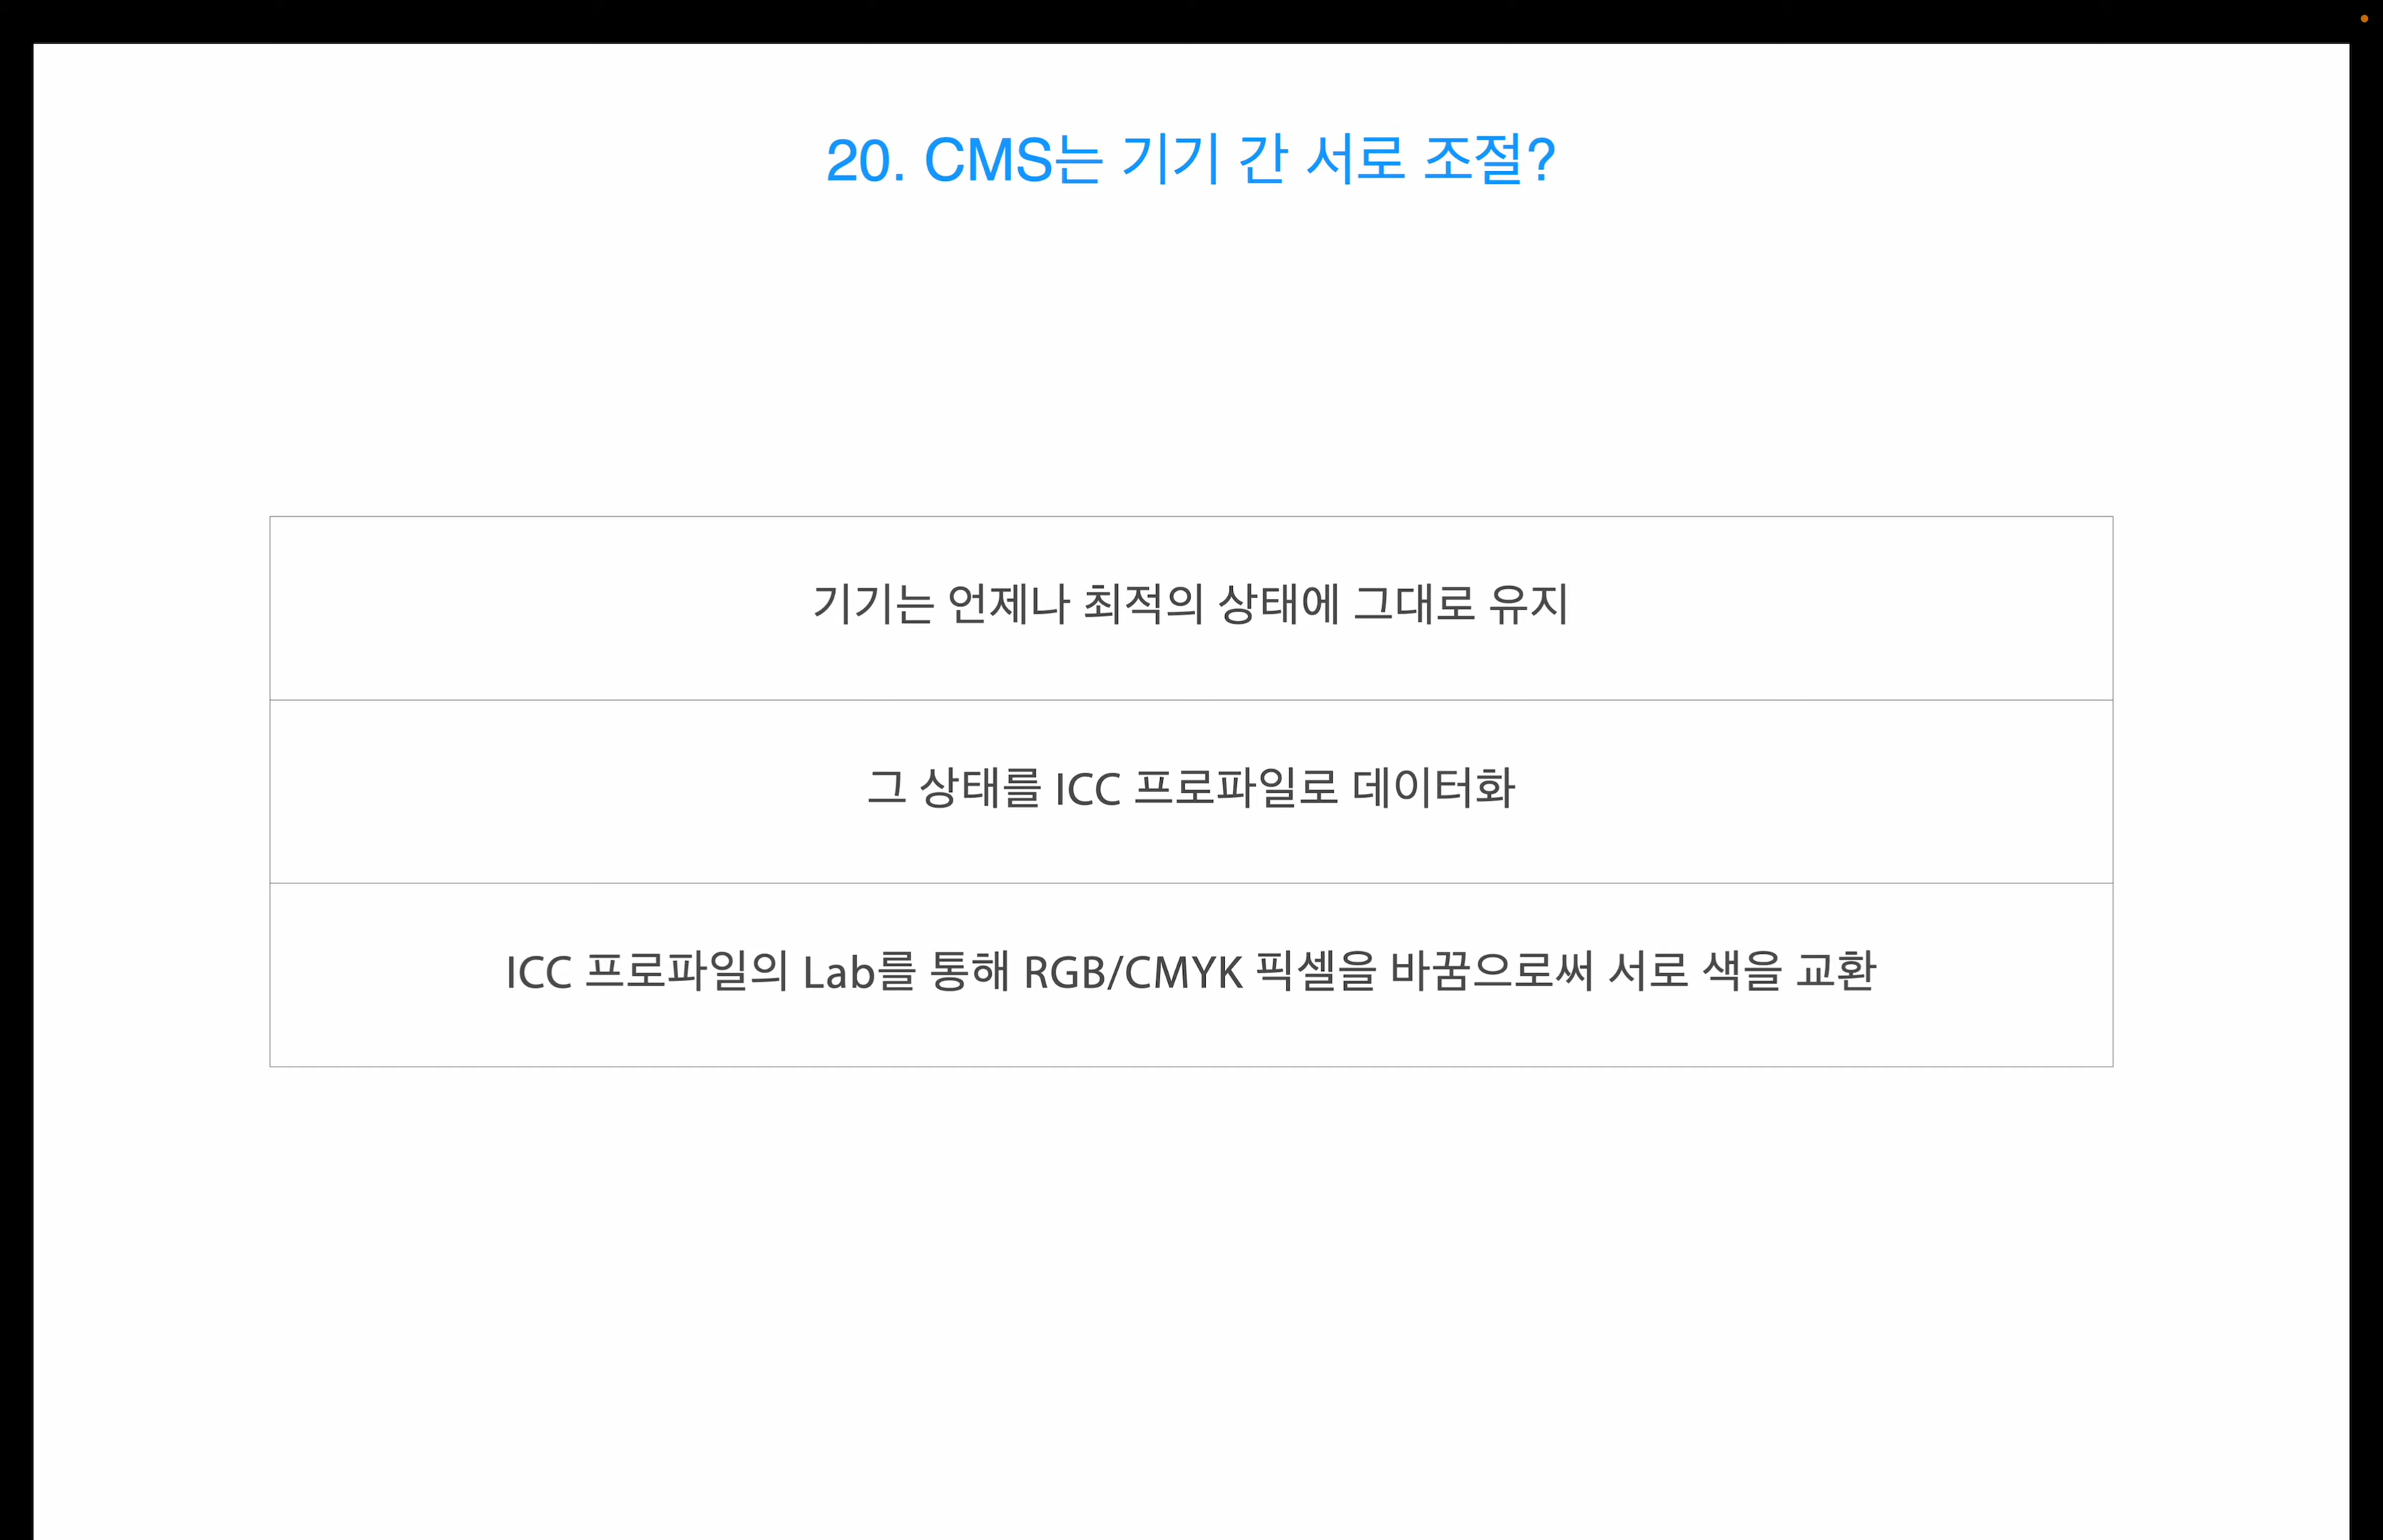 20. CMS는 기기 간 서로 조절?
기기는 언제나 최적의 상태에 그대로 유지
그 상태를 ICC 프로파일로 데이터화
ICC 프로파일의 Lab를 통해 RGB/CMYK 픽셀을 바꿈으로써 서로 색을 교환